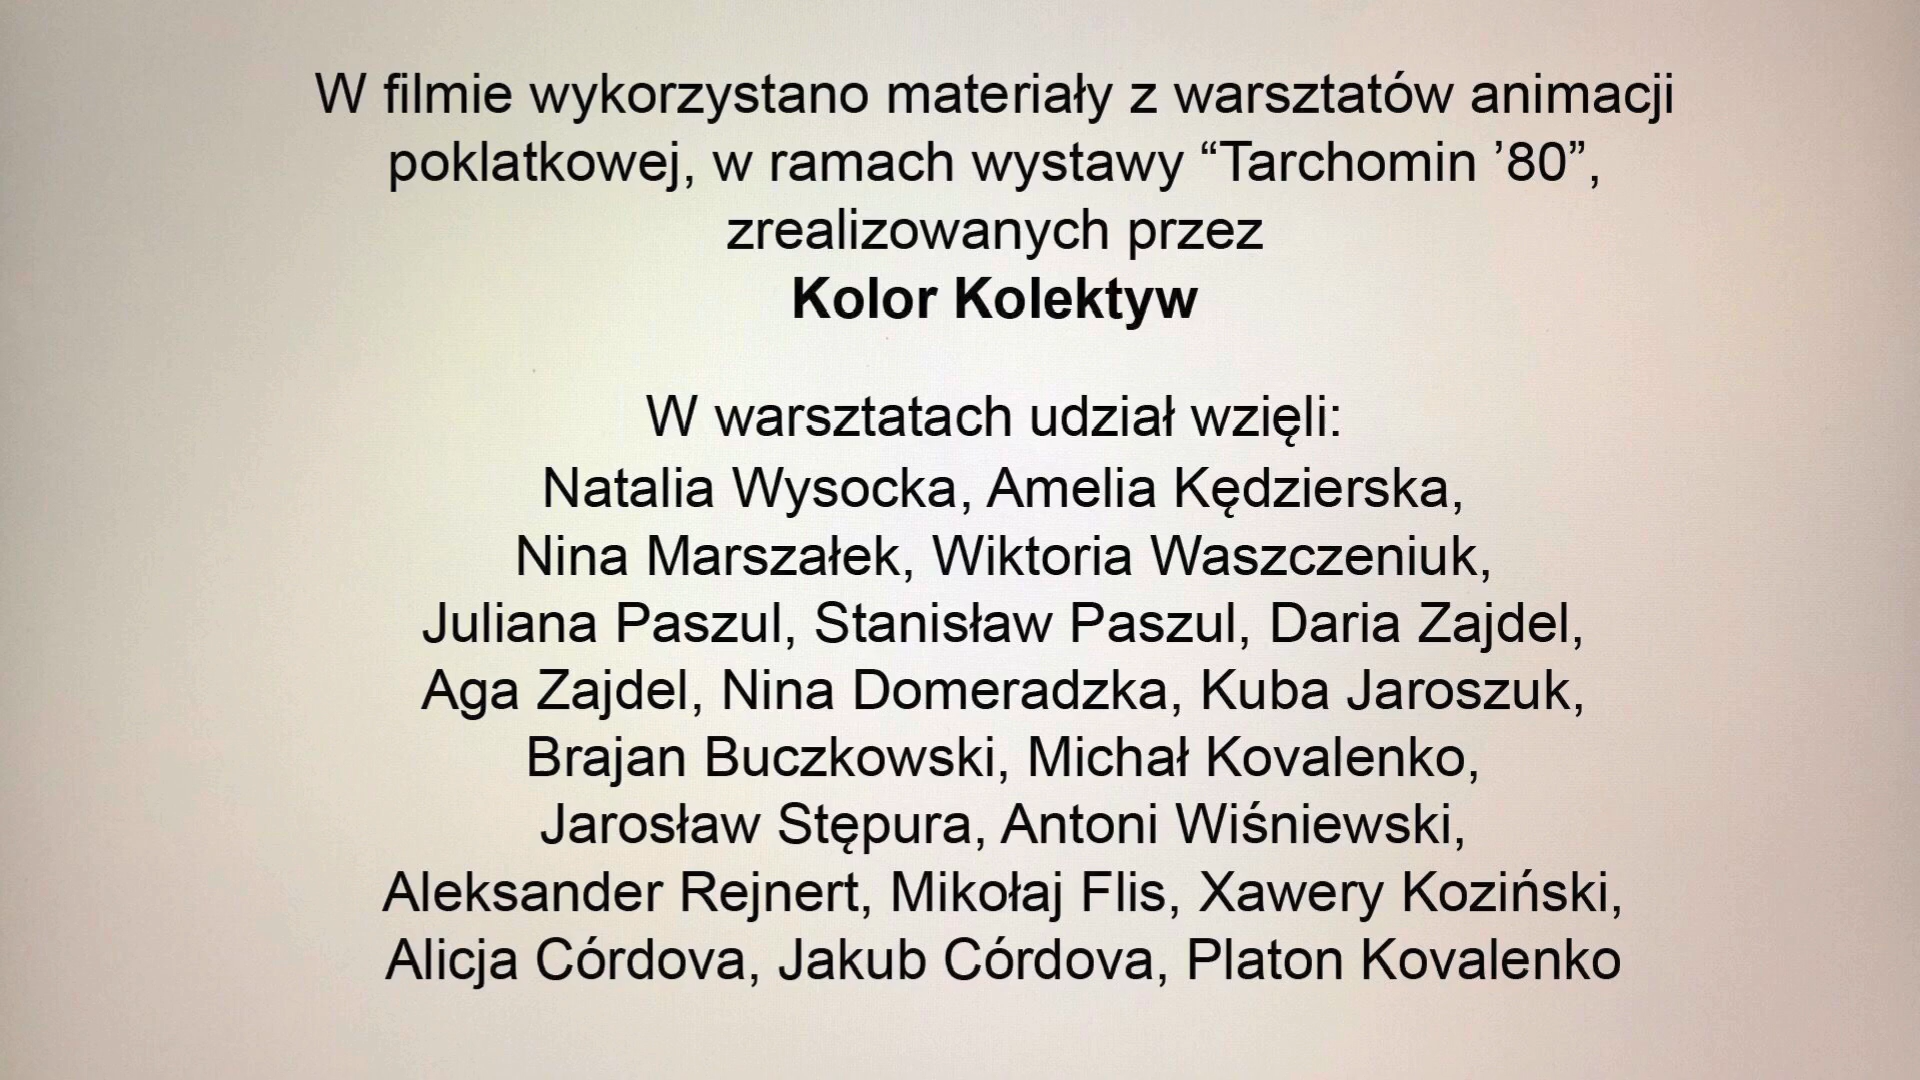 W filmie wykorzystano materiały z warsztatów animacji
poklatkowej, w ramach wystawy “Tarchomin ’80”,
zrealizowanych przez
Kolor Kolektyw
W warsztatach udział wzięli:
Natalia Wysocka, Amelia Kędzierska,
Nina Marszałek, Wiktoria Waszczeniuk,
Juliana Paszul, Stanisław Paszul, Daria Zajdel,
Aga Zajdel, Nina Domeradzka, Kuba Jaroszuk,
Brajan Buczkowski, Michał Kovalenko,
Jarosław Stępura, Antoni Wiśniewski,
Aleksander Rejnert, Mikołaj Flis, Xawery Koziński,
Alicja Córdova, Jakub Córdova, Platon Kovalenko